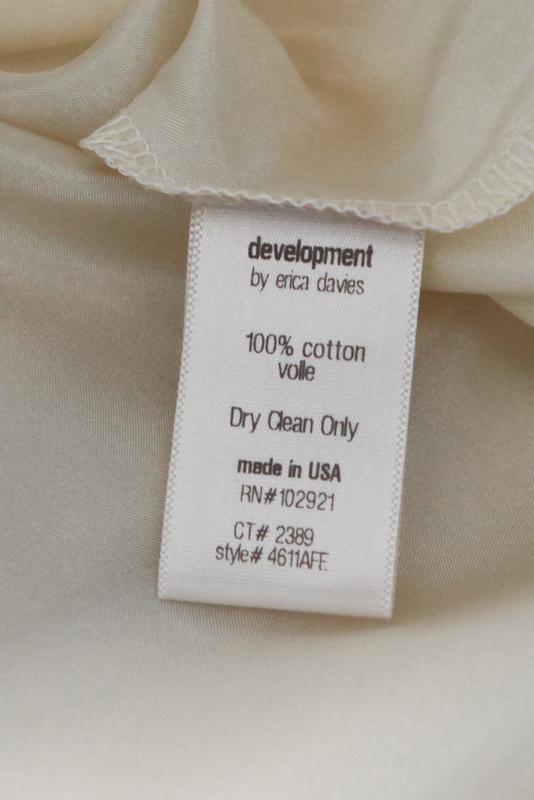 development
by erica davies
100% cotton
volle
Dry Clean Only
made in USA
RN#102921
CT# 2389
style# 4611AFE